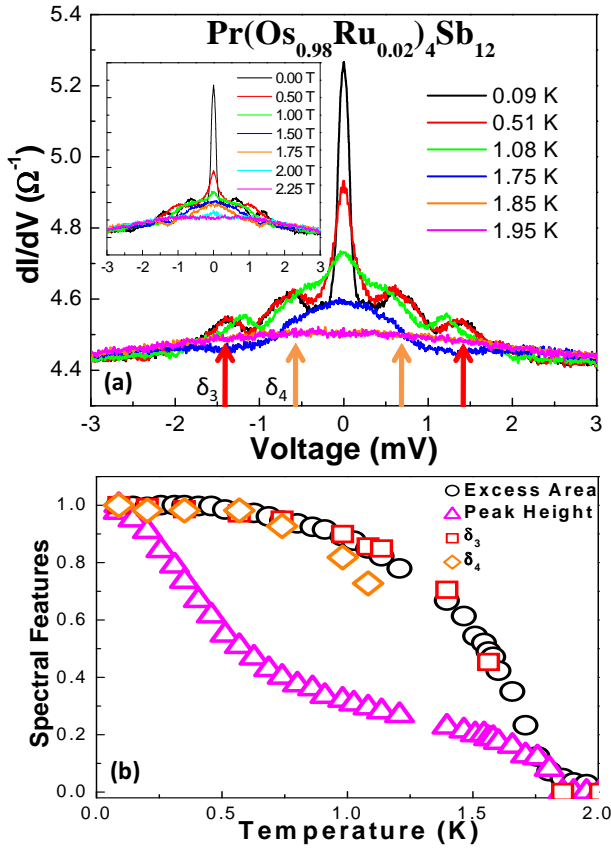 Pr(Os0.98Ru0.02)4Sb12
dI/dV (Ω-1)
5.4
5.2
5.0
4.8
4.6
4.4
0.00 T
0.50 T
1.00 T
1.50 T
1.75 T
2.00 T
2.25 T
-3 -2 -1 0 1 2 3
0.09 K
0.51 K
1.08 K
1.75 K
1.85 K
1.95 K
(a)
δ3
δ4
-3 -2 -1 0 1 2 3
Voltage (mV)
Spectral Features
1.0
0.8
0.6
0.4
0.2
0.0
Excess Area
Peak Height
δ3
δ4
(b)
0.0 0.5 1.0 1.5 2.0
Temperature (K)